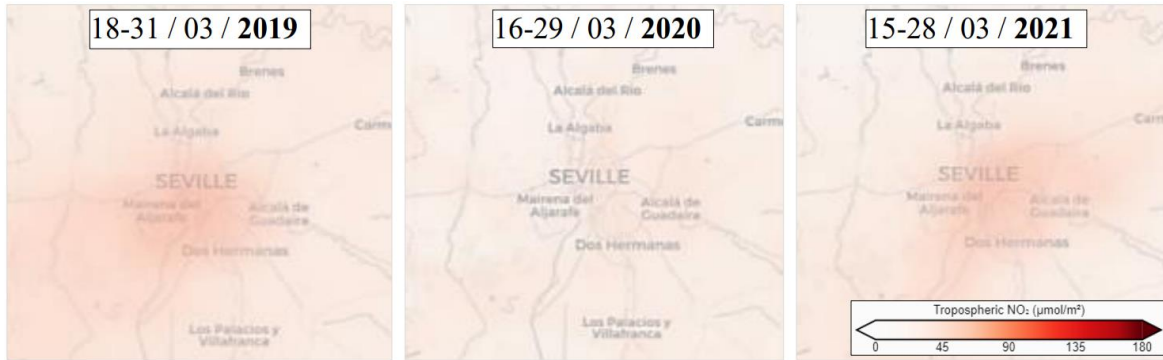 18-31 / 03 / 2019
Brenes
Alcalá del Río
La Algaba
Carm
SEVILLE
Mairena del
Aljarafe
Alcalá de
Guadaíra
Dos Hermanas
Los Palacios y
Villafranca
16-29 / 03 / 2020
Brenes
Alcalá del Río
La Algaba
Carm
SEVILLE
Mairena del
Aljarafe
Alcalá de
Guadaíra
Dos Hermanas
Los Palacios y
Villafranca
15-28 / 03 / 2021
Brenes
Alcalá del Río
La Algaba
Carm
SEVILLE
Mairena del
Aljarafe
Alcalá de
Guadaíra
Dos Hermanas
Tropospheric NO₂ (μmol/m²)
0 45 90 135 180